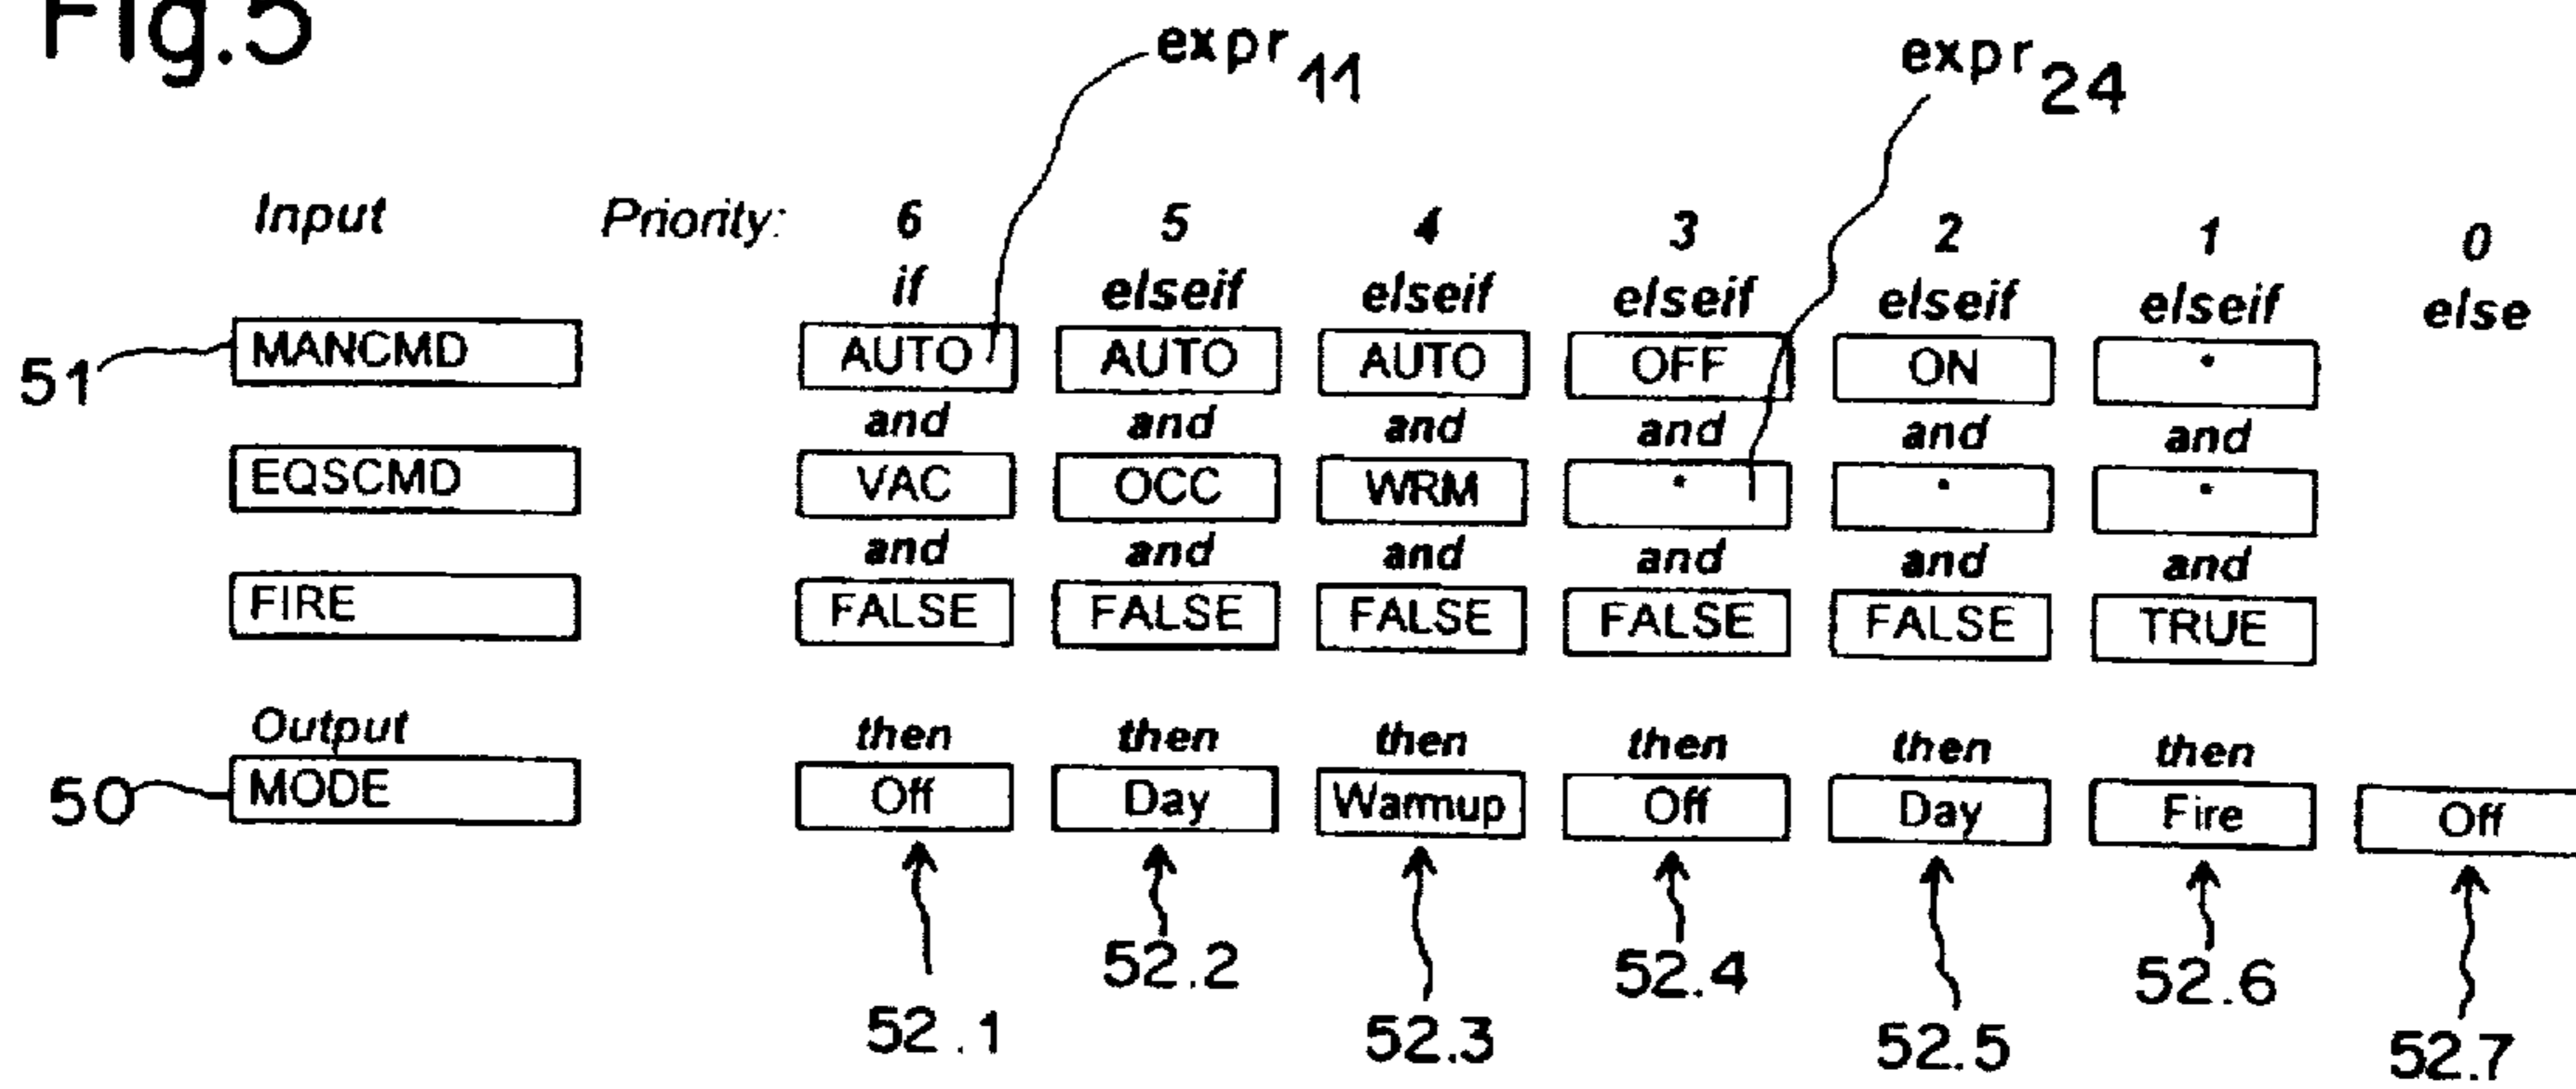 Fig.5
expr 11 expr 24
Input Priority: 6 5 4 3 2 1 0
if elseif elseif elseif elseif elseif else
51 MANCMD AUTO AUTO AUTO OFF ON *
and and and and and and
EQSCMD VAC OCC WRM * * *
and and and and and and
FIRE FALSE FALSE FALSE FALSE FALSE TRUE
Output then then then then then then
50 MODE Off Day Warmup Off Day Fire Off
52.1 52.2 52.3 52.4 52.5 52.6 52.7